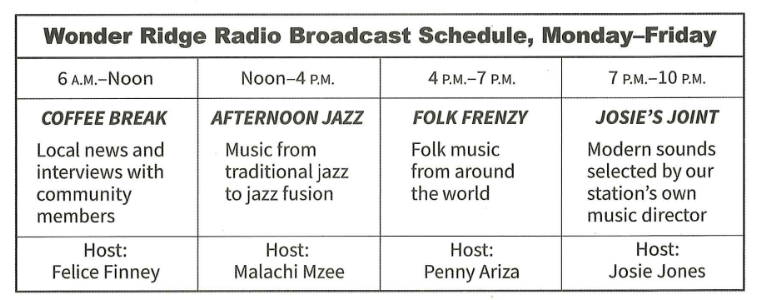 Wonder Ridge Radio Broadcast Schedule, Monday–Friday
6 A.M.–Noon
Noon–4 P.M.
4 P.M.–7 P.M.
7 P.M.–10 P.M.
COFFEE BREAK
Local news and
interviews with
community
members
AFTERNOON JAZZ
Music from
traditional jazz
to jazz fusion
FOLK FRENZY
Folk music
from around
the world
JOSIE'S JOINT
Modern sounds
selected by our
station's own
music director
Host:
Felice Finney
Host:
Malachi Mzee
Host:
Penny Ariza
Host:
Josie Jones